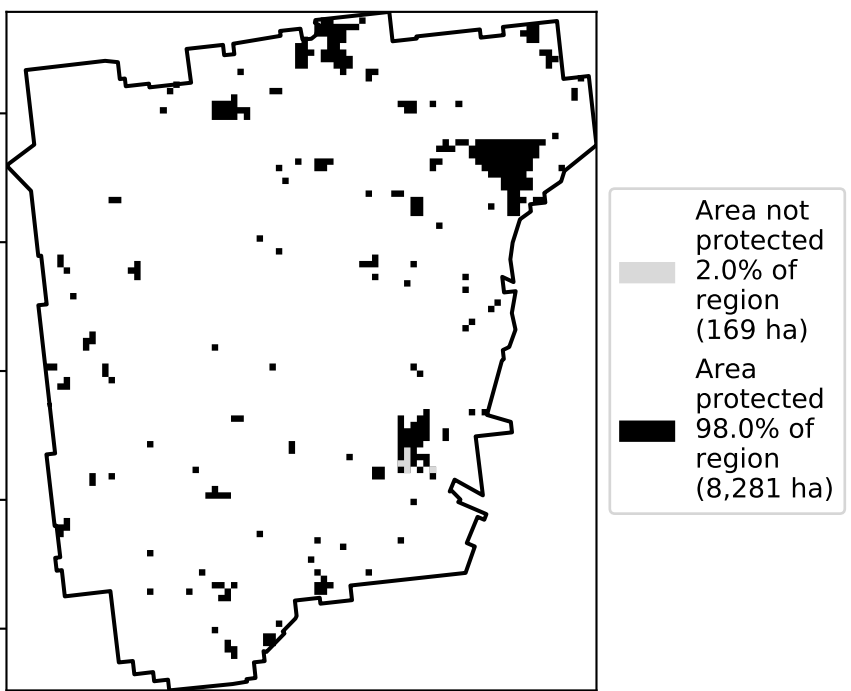 Area not
protected
2.0% of
region
(169 ha)
Area
protected
98.0% of
region
(8,281 ha)